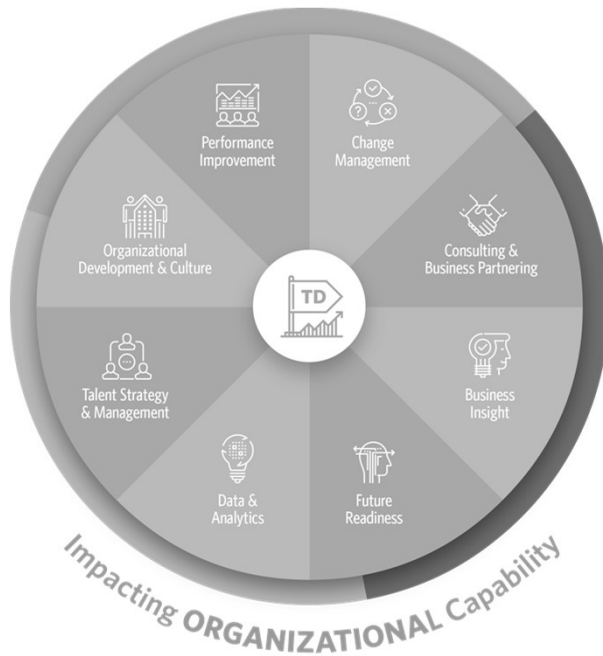 Performance
Improvement
Change
Management
?
Organizational
Development & Culture
Consulting &
Business Partnering
TD
Talent Strategy
& Management
Business
Insight
Data &
Analytics
Future
Readiness
Impacting ORGANIZATIONAL Capability